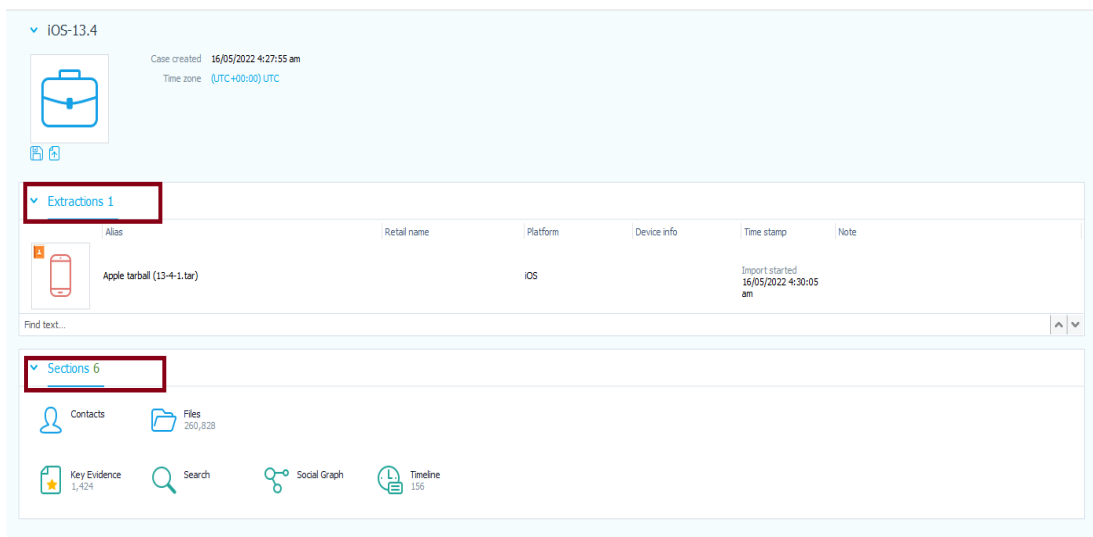 iOS-13.4
Case created 16/05/2022 4:27:55 am
Time zone (UTC+00:00) UTC
Extractions 1
Alias Retail name Platform Device info Time stamp Note
Apple tarball (13-4-1.tar) iOS Import started
16/05/2022 4:30:05
am
Find text...
Sections 6
Contacts Files
260,828
Key Evidence Search Social Graph Timeline
1,424 156